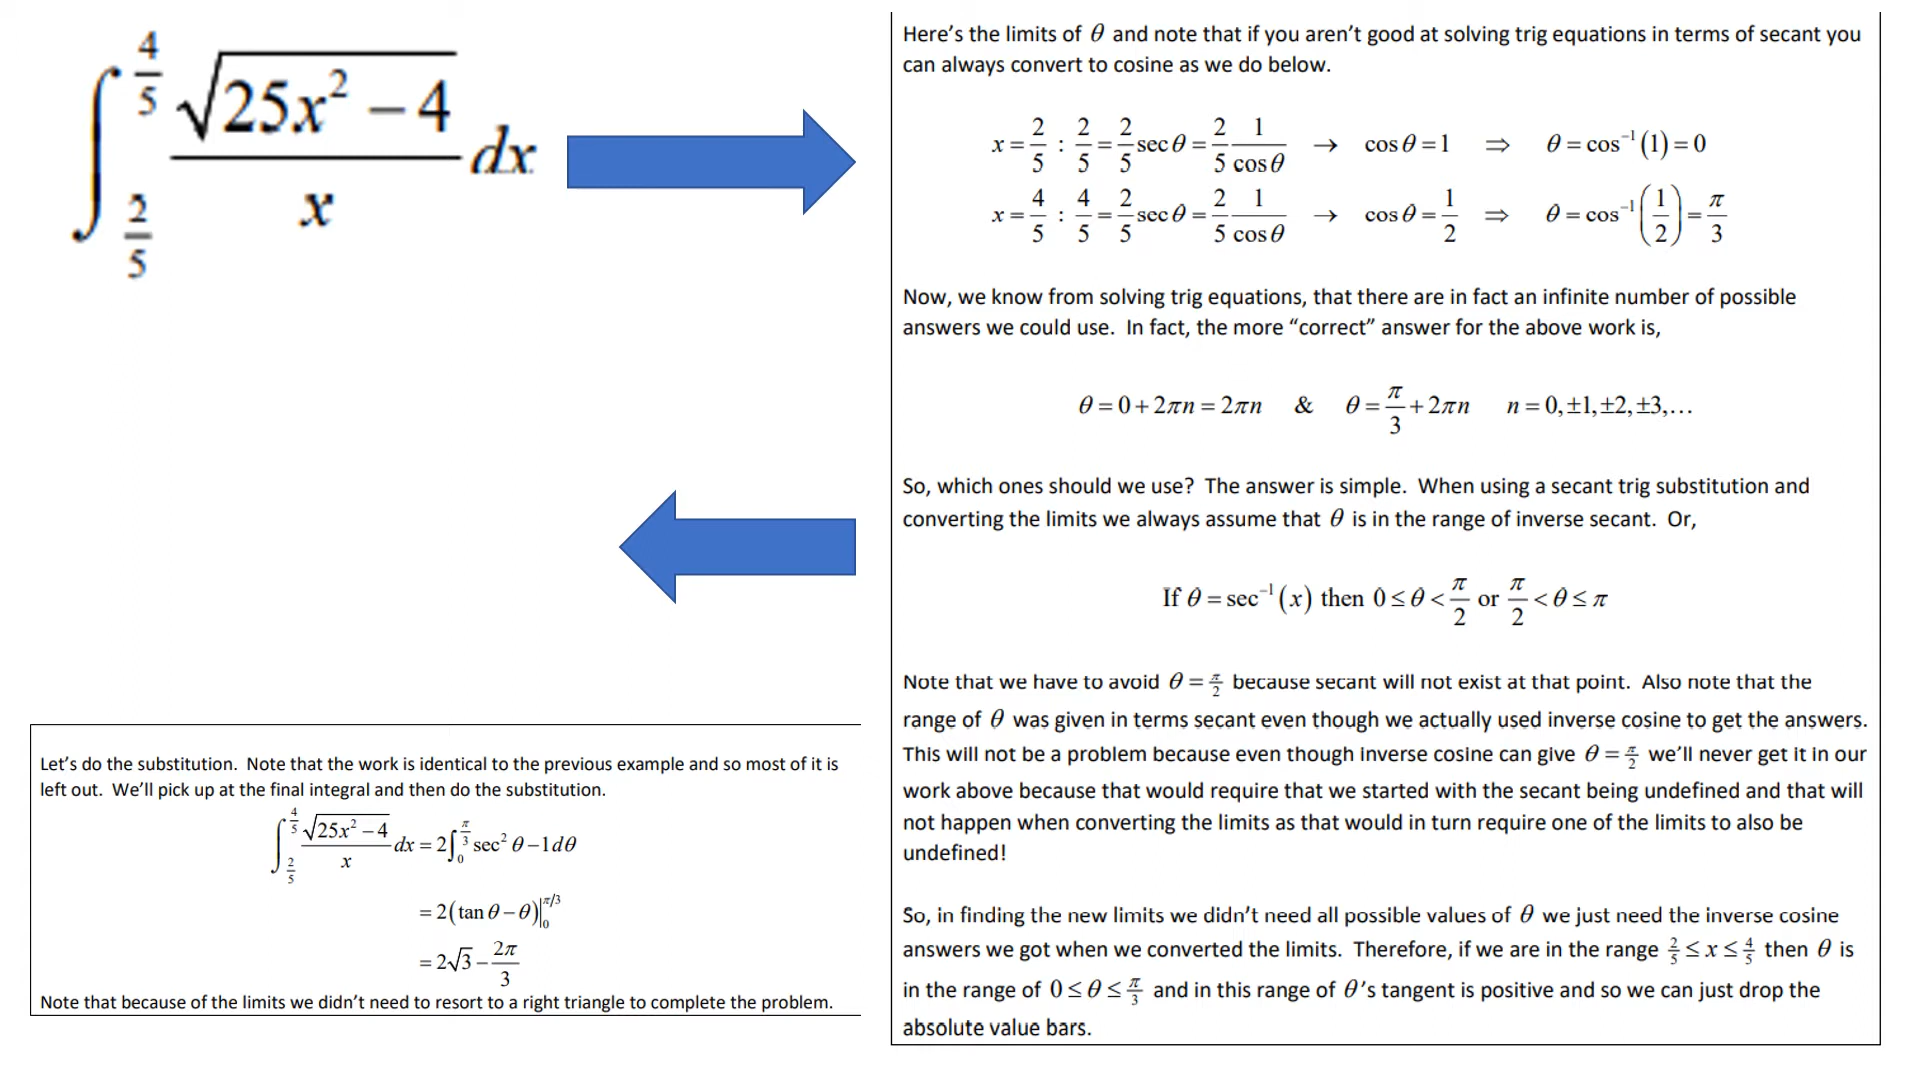 ∫_{2/5}^{4/5} √(25x² − 4) / x dx
Here's the limits of θ and note that if you aren't good at solving trig equations in terms of secant you
can always convert to cosine as we do below.
x = 2/5 : 2/5 = 2/5 sec θ = 2/5 1/cos θ → cos θ = 1 ⇒ θ = cos⁻¹(1) = 0
x = 4/5 : 4/5 = 2/5 sec θ = 2/5 1/cos θ → cos θ = 1/2 ⇒ θ = cos⁻¹(1/2) = π/3
Now, we know from solving trig equations, that there are in fact an infinite number of possible
answers we could use. In fact, the more “correct” answer for the above work is,
θ = 0 + 2πn = 2πn & θ = π/3 + 2πn n = 0, ±1, ±2, ±3,…
So, which ones should we use? The answer is simple. When using a secant trig substitution and
converting the limits we always assume that θ is in the range of inverse secant. Or,
If θ = sec⁻¹(x) then 0 ≤ θ < π/2 or π/2 < θ ≤ π
Note that we have to avoid θ = π/2 because secant will not exist at that point. Also note that the
range of θ was given in terms secant even though we actually used inverse cosine to get the answers.
This will not be a problem because even though inverse cosine can give θ = π/2 we'll never get it in our
work above because that would require that we started with the secant being undefined and that will
not happen when converting the limits as that would in turn require one of the limits to also be
undefined!
So, in finding the new limits we didn't need all possible values of θ we just need the inverse cosine
answers we got when we converted the limits. Therefore, if we are in the range 2/5 ≤ x ≤ 4/5 then θ is
in the range of 0 ≤ θ ≤ π/3 and in this range of θ's tangent is positive and so we can just drop the
absolute value bars.
Let's do the substitution. Note that the work is identical to the previous example and so most of it is
left out. We'll pick up at the final integral and then do the substitution.
∫_{2/5}^{4/5} √(25x² − 4) / x dx = 2∫_0^{π/3} sec² θ − 1 dθ
= 2(tan θ − θ)|_0^{π/3}
= 2√3 − 2π/3
Note that because of the limits we didn't need to resort to a right triangle to complete the problem.